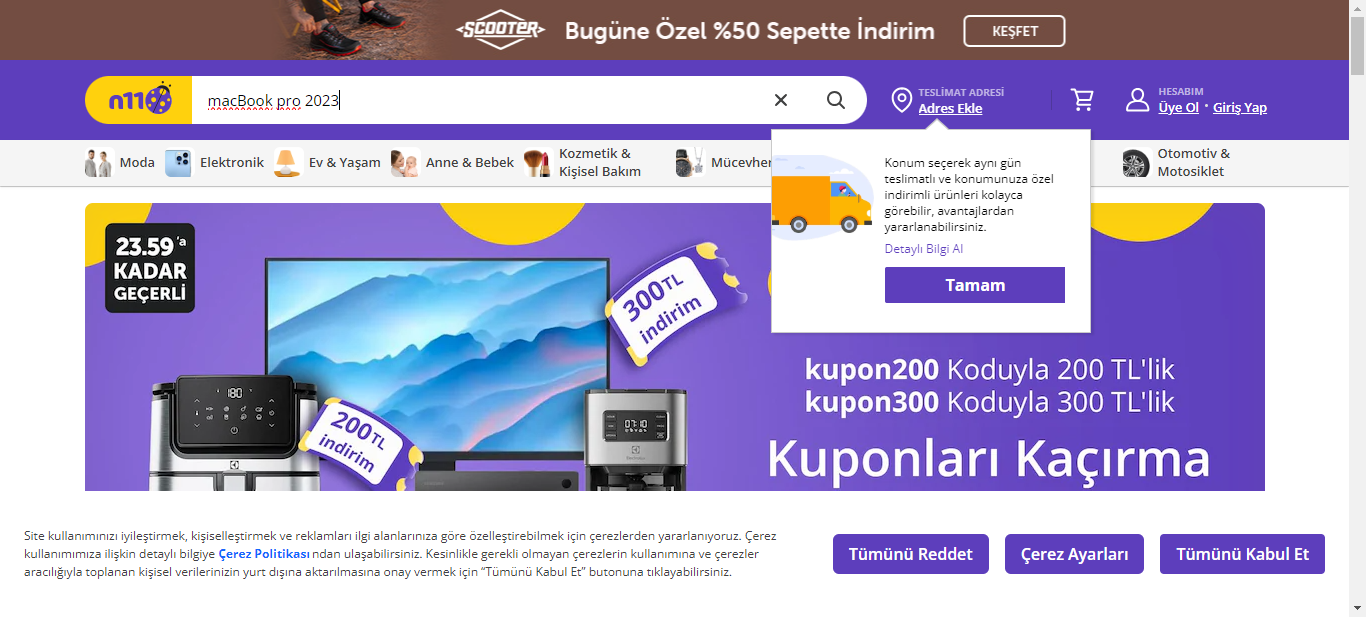 SCOOTER
Bugüne Özel %50 Sepette İndirim
KEŞFET
n11
macBook pro 2023
TESLİMAT ADRESİ
Adres Ekle
HESABIM
Üye Ol · Giriş Yap
Moda
Elektronik
Ev & Yaşam
Anne & Bebek
Kozmetik &
Kişisel Bakım
Mücevher
Otomotiv &
Motosiklet
Konum seçerek aynı gün
teslimatlı ve konumunuza özel
indirimli ürünleri kolayca
görebilir, avantajlardan
yararlanabilirsiniz.
Detaylı Bilgi Al
Tamam
23.59'a
KADAR
GEÇERLİ
300TL
indirim
180
200TL
indirim
07:10
kupon200 Koduyla 200 TL'lik
kupon300 Koduyla 300 TL'lik
Kuponları Kaçırma
Site kullanımınızı iyileştirmek, kişiselleştirmek ve reklamları ilgi alanlarınıza göre özelleştirebilmek için çerezlerden yararlanıyoruz. Çerez
kullanımımıza ilişkin detaylı bilgiye Çerez Politikası ndan ulaşabilirsiniz. Kesinlikle gerekli olmayan çerezlerin kullanımına ve çerezler
aracılığıyla toplanan kişisel verilerinizin yurt dışına aktarılmasına onay vermek için “Tümünü Kabul Et” butonuna tıklayabilirsiniz.
Tümünü Reddet
Çerez Ayarları
Tümünü Kabul Et